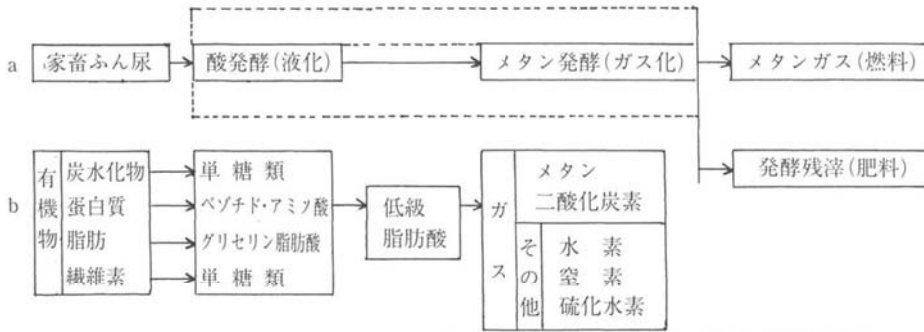 a 家畜ふん尿 酸発酵(液化) メタン発酵(ガス化) メタンガス(燃料)
発酵残滓(肥料)
b 有機物
炭水化物 単糖類
蛋白質 ペゾチド・アミノ酸
脂肪 グリセリン脂肪酸
繊維素 単糖類
低級
脂肪酸
ガス
メタン
二酸化炭素
その他
水素
窒素
硫化水素